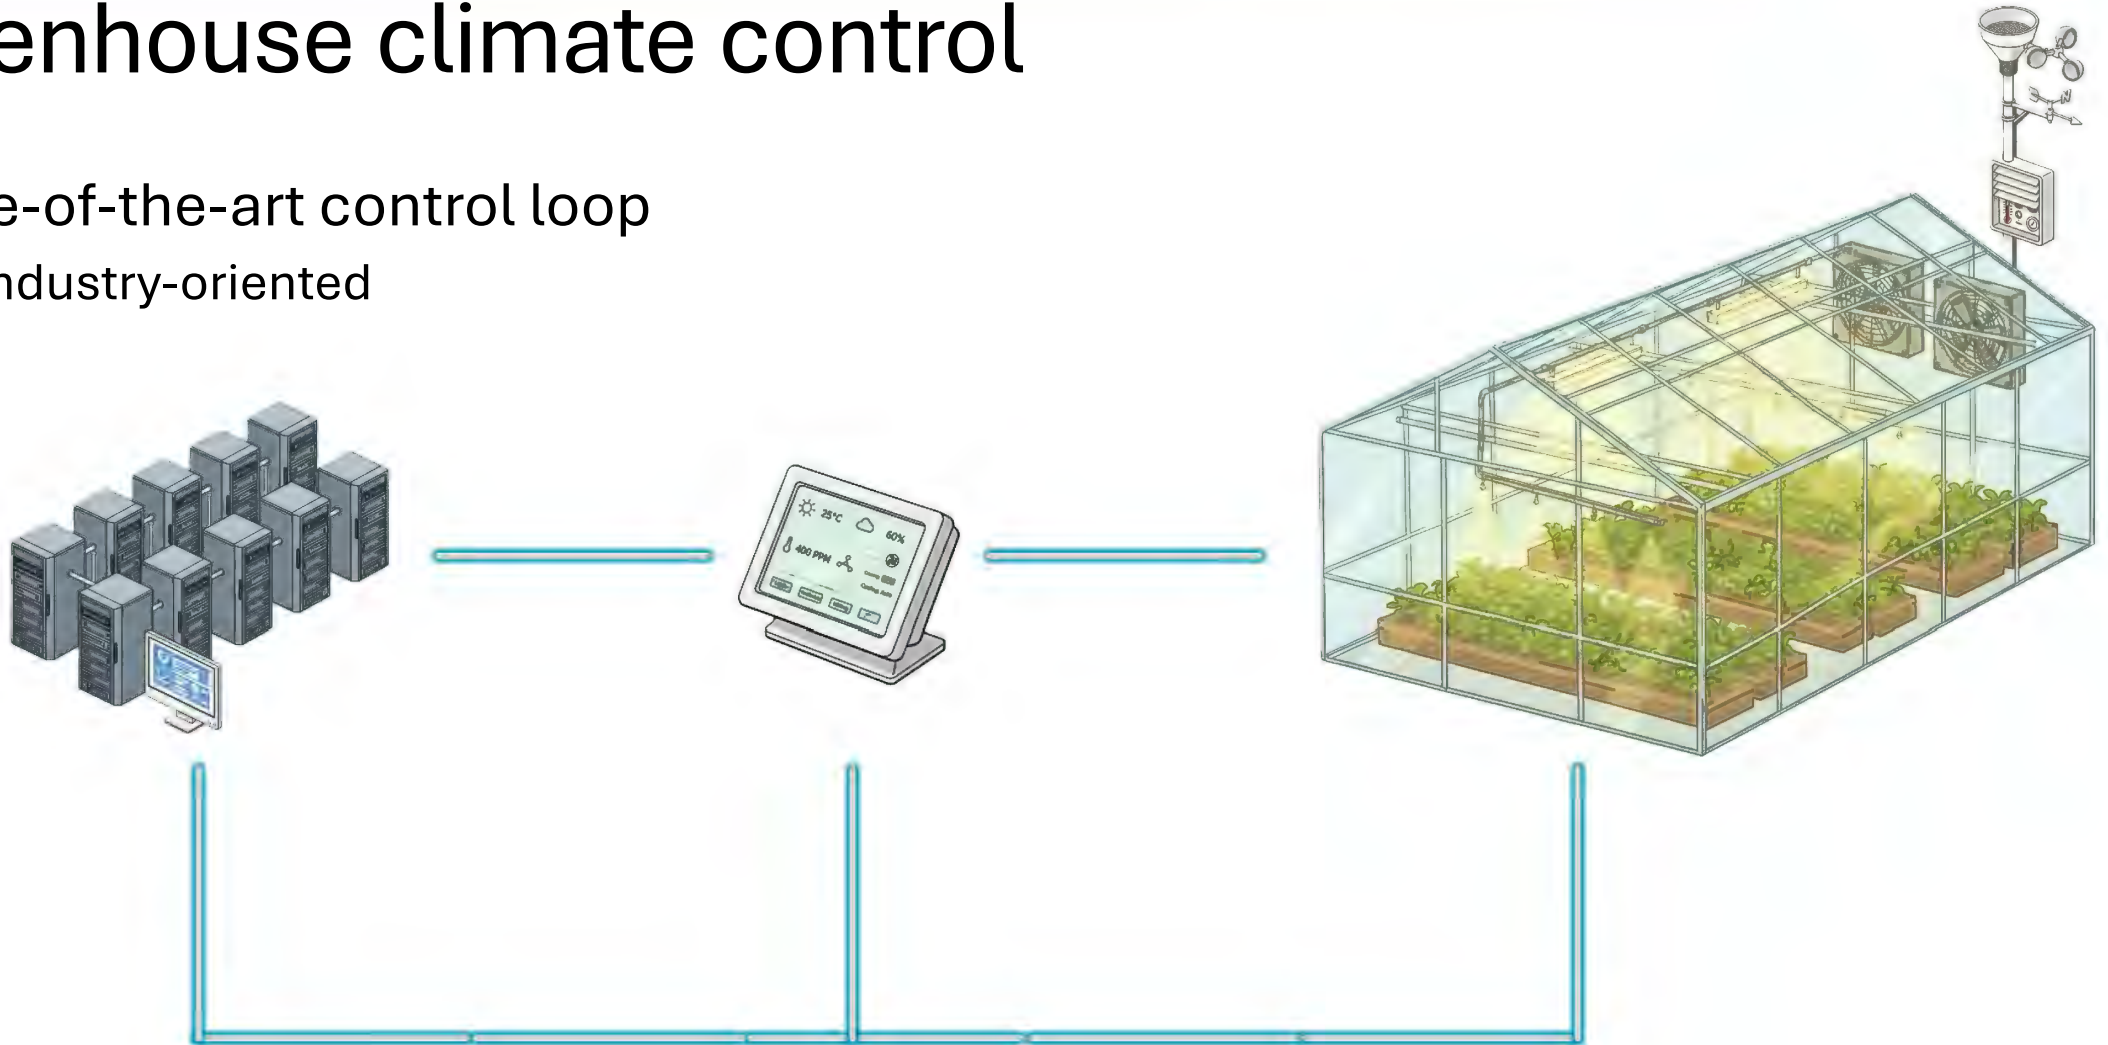 enhouse climate control
e-of-the-art control loop
ndustry-oriented
25°C
60%
400 PPM
N